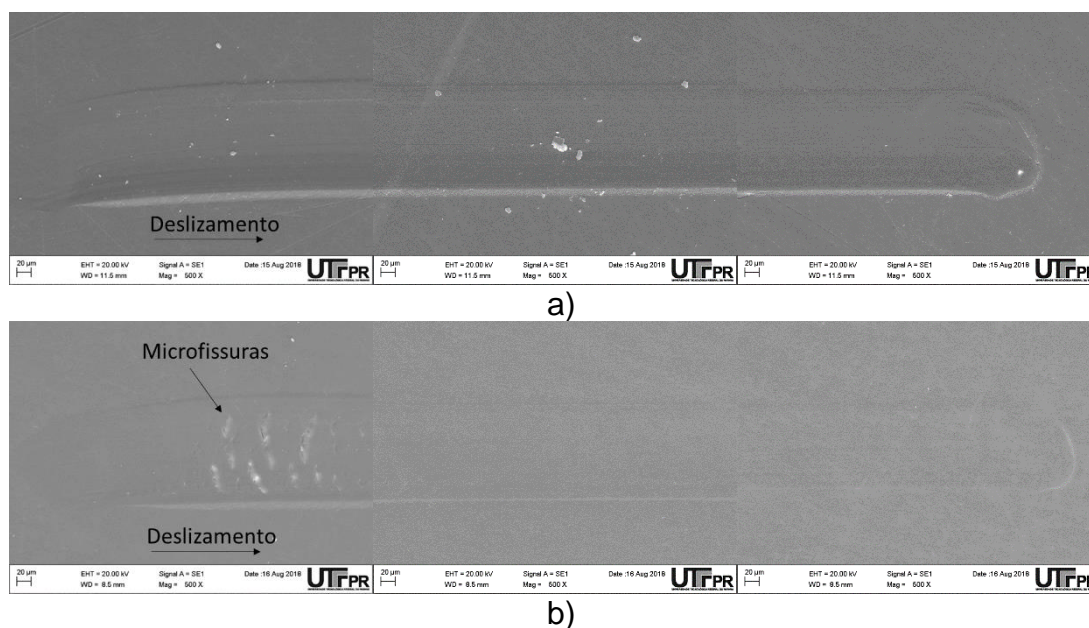 Deslizamento
20 µm EHT = 20.00 kV Signal A = SE1 Date :15 Aug 2018 UTFPR
WD = 11.5 mm Mag = 500 X
20 µm EHT = 20.00 kV Signal A = SE1 Date :15 Aug 2018 UTFPR
WD = 11.5 mm Mag = 500 X
20 µm EHT = 20.00 kV Signal A = SE1 Date :15 Aug 2018 UTFPR
WD = 11.5 mm Mag = 500 X
a)
Microfissuras
Deslizamento
20 µm EHT = 20.00 kV Signal A = SE1 Date :16 Aug 2018 UTFPR
WD = 8.5 mm Mag = 500 X
20 µm EHT = 20.00 kV Signal A = SE1 Date :16 Aug 2018 UTFPR
WD = 8.5 mm Mag = 500 X
20 µm EHT = 20.00 kV Signal A = SE1 Date :16 Aug 2018 UTFPR
WD = 8.5 mm Mag = 500 X
b)